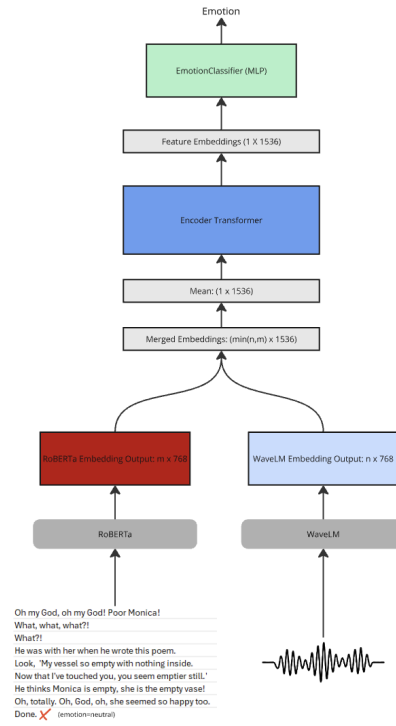 Emotion
EmotionClassifier (MLP)
Feature Embeddings (1 X 1536)
Encoder Transformer
Mean: (1 x 1536)
Merged Embeddings: (min(n,m) x 1536)
RoBERTa Embedding Output: m x 768
WaveLM Embedding Output: n x 768
RoBERTa
WaveLM
Oh my God, oh my God! Poor Monica!
What, what, what?!
What?!
He was with her when he wrote this poem.
Look, 'My vessel so empty with nothing inside.
Now that I've touched you, you seem emptier still.'
He thinks Monica is empty, she is the empty vase!
Oh, totally. Oh, God, oh, she seemed so happy too.
Done. ✗ (emotion=neutral)